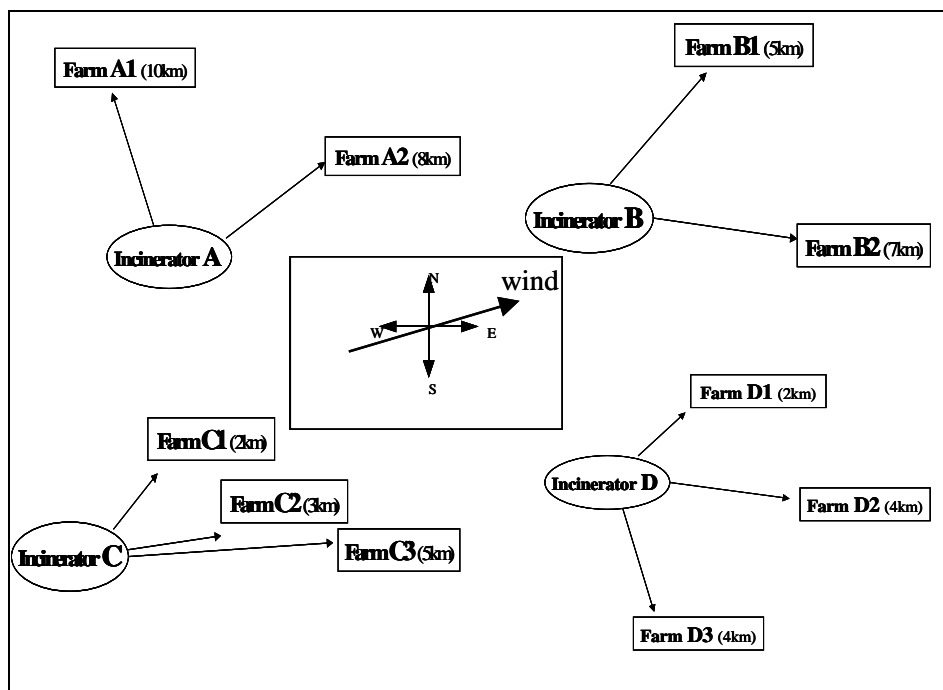 Farm A1 (10km)
Farm B1 (5km)
Farm A2 (8km)
Incinerator B
Incinerator A
Farm B2 (7km)
wind
N
W
E
S
Farm D1 (2km)
Farm C1 (2km)
Incinerator D
Farm C2 (3km)
Farm D2 (4km)
Incinerator C
Farm C3 (5km)
Farm D3 (4km)